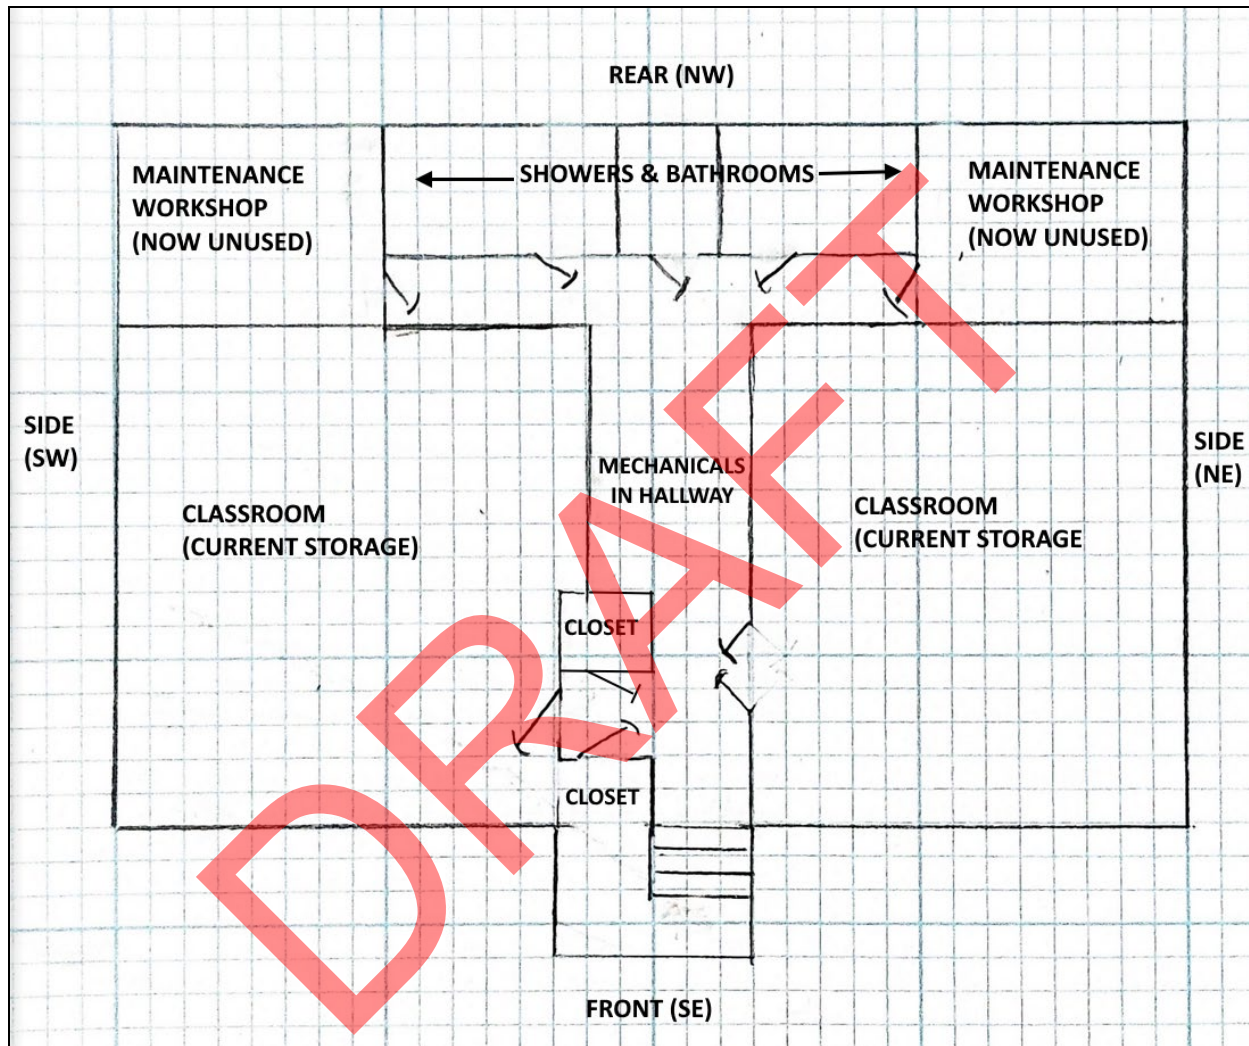 REAR (NW)
MAINTENANCE
WORKSHOP
(NOW UNUSED)
SHOWERS & BATHROOMS
MAINTENANCE
WORKSHOP
(NOW UNUSED)
SIDE
(SW)
CLASSROOM
(CURRENT STORAGE)
MECHANICALS
IN HALLWAY
CLASSROOM
(CURRENT STORAGE
SIDE
(NE)
CLOSET
CLOSET
FRONT (SE)
DRAFT